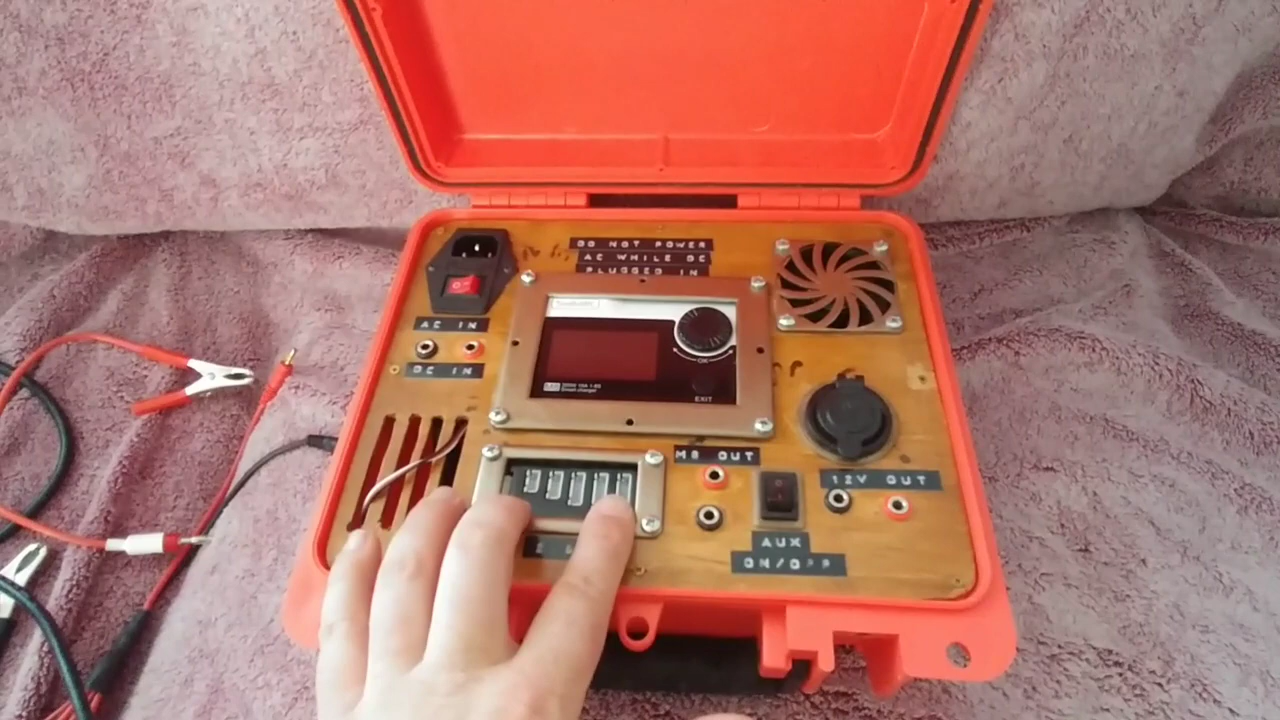 DO NOT POWER
AC WHILE DC
PLUGGED IN
AC IN
DC IN
OK
EXIT
M8 OUT
12V OUT
AUX
ON/OFF